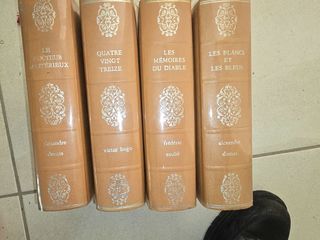 LE
DOCTEUR
MYSTÉRIEUX
alexandre
dumas
QUATRE
VINGT
TREIZE
victor hugo
LES
MÉMOIRES
DU DIABLE
frédéric
soulié
LES BLANCS
ET
LES BLEUS
alexandre
dumas